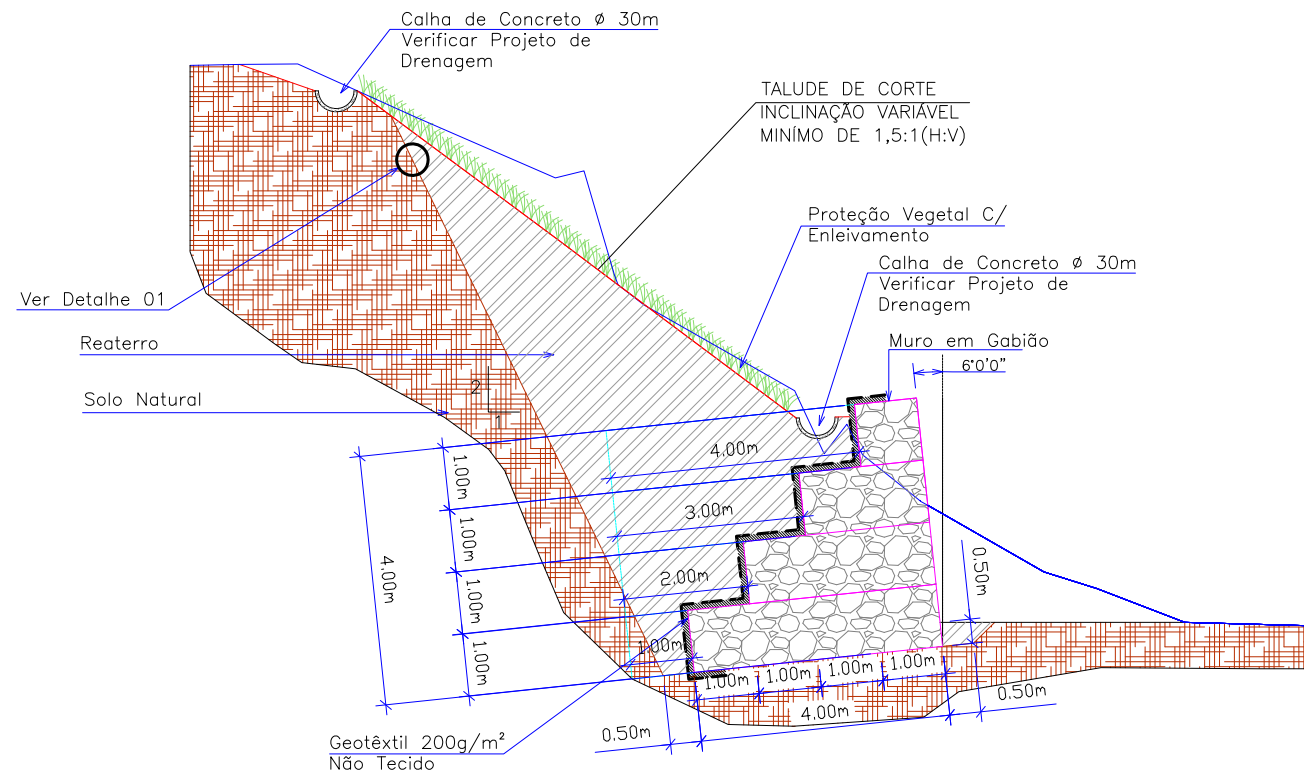 Calha de Concreto ø 30m
Verificar Projeto de
Drenagem
TALUDE DE CORTE
INCLINAÇÃO VARIÁVEL
MINÍMO DE 1,5:1(H:V)
Proteção Vegetal C/
Enleivamento
Calha de Concreto ø 30m
Verificar Projeto de
Drenagem
Ver Detalhe 01
Reaterro
Muro em Gabião
6°0'0"
Solo Natural
2
1
4.00m
3.00m
2.00m
1.00m
1.00m
1.00m
1.00m
1.00m
4.00m
0.50m
1.00m
1.00m
1.00m
1.00m
4.00m
0.50m
0.50m
Geotêxtil 200g/m²
Não Tecido